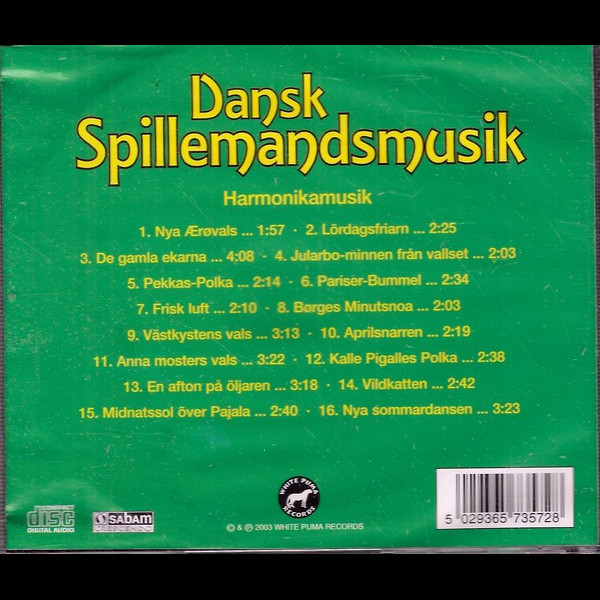 Dansk
Spillemandsmusik
Harmonikamusik
1. Nya Ærøvals ... 1:57 · 2. Lördagsfriarn ... 2:25
3. De gamla ekarna ... 4:08 · 4. Jularbo-minnen från vallset ... 2:03
5. Pekkas-Polka ... 2:14 · 6. Pariser-Bummel ... 2:34
7. Frisk luft ... 2:10 · 8. Børges Minutsnoa ... 2:03
9. Västkystens vals ... 3:13 · 10. Aprilsnarren ... 2:19
11. Anna mosters vals ... 3:22 · 12. Kalle Pigalles Polka ... 2:38
13. En afton på öljaren ... 3:18 · 14. Vildkatten ... 2:42
15. Midnatssol över Pajala ... 2:40 · 16. Nya sommardansen ... 3:23
COMPACT
disc
DIGITAL AUDIO
sabam
CRESCENDO
WHITE PUMA
RECORDS
© & ℗ 2003 WHITE PUMA RECORDS
5 029365 735728